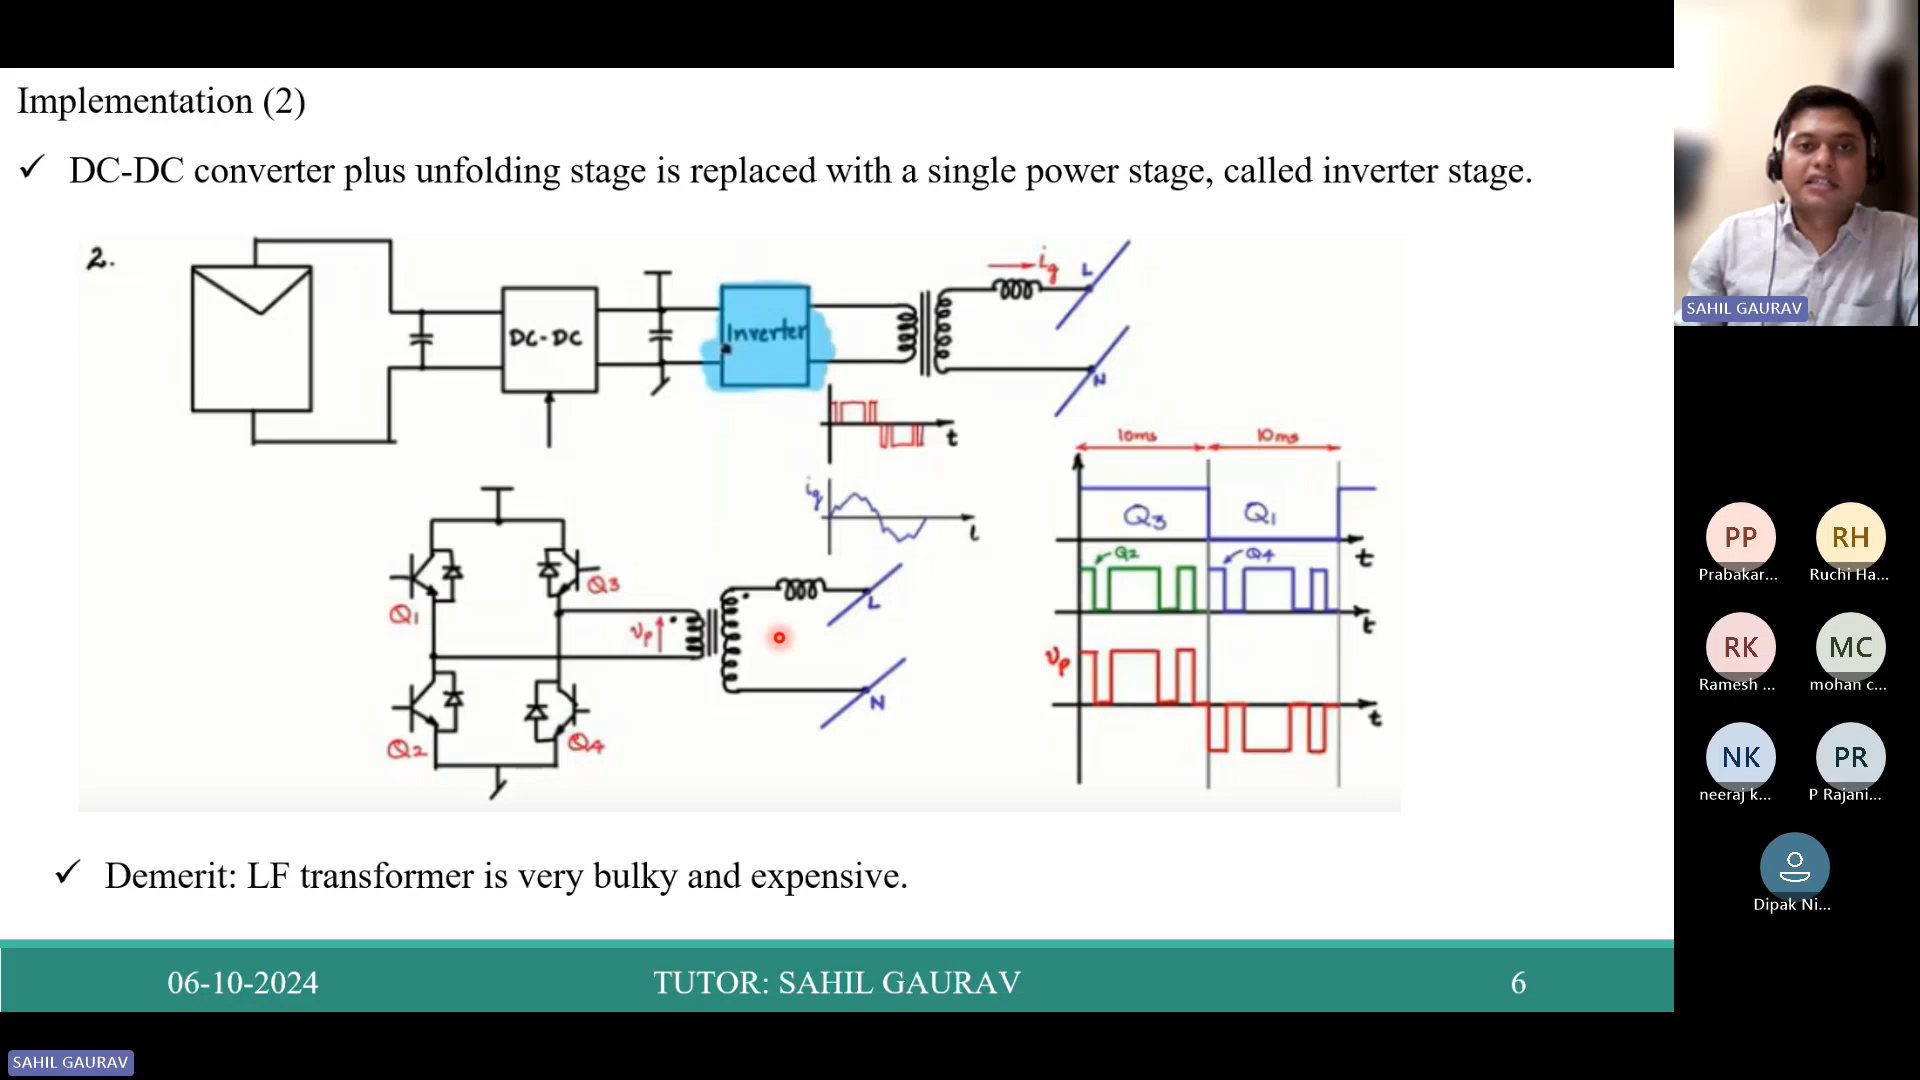 Implementation (2)
✓ DC-DC converter plus unfolding stage is replaced with a single power stage, called inverter stage.
2.
DC-DC
Inverter
ig
L
N
t
ig
t
Q1
Q3
Q2
Q4
vp
L
N
10ms 10ms
Q3 Q1
t
Q2 Q4
t
vp
t
✓ Demerit: LF transformer is very bulky and expensive.
06-10-2024 TUTOR: SAHIL GAURAV 6
SAHIL GAURAV
SAHIL GAURAV
PP RH
Prabakar... Ruchi Ha...
RK MC
Ramesh ... mohan c...
NK PR
neeraj k... P Rajani...
Dipak Ni...